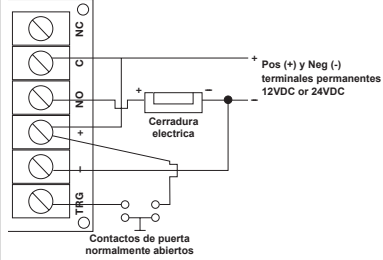 NC
C
NO
+
–
TRG
+ –
Cerradura
electrica
+ Pos (+) y Neg (-)
terminales permanentes
– 12VDC or 24VDC
Contactos de puerta
normalmente abiertos